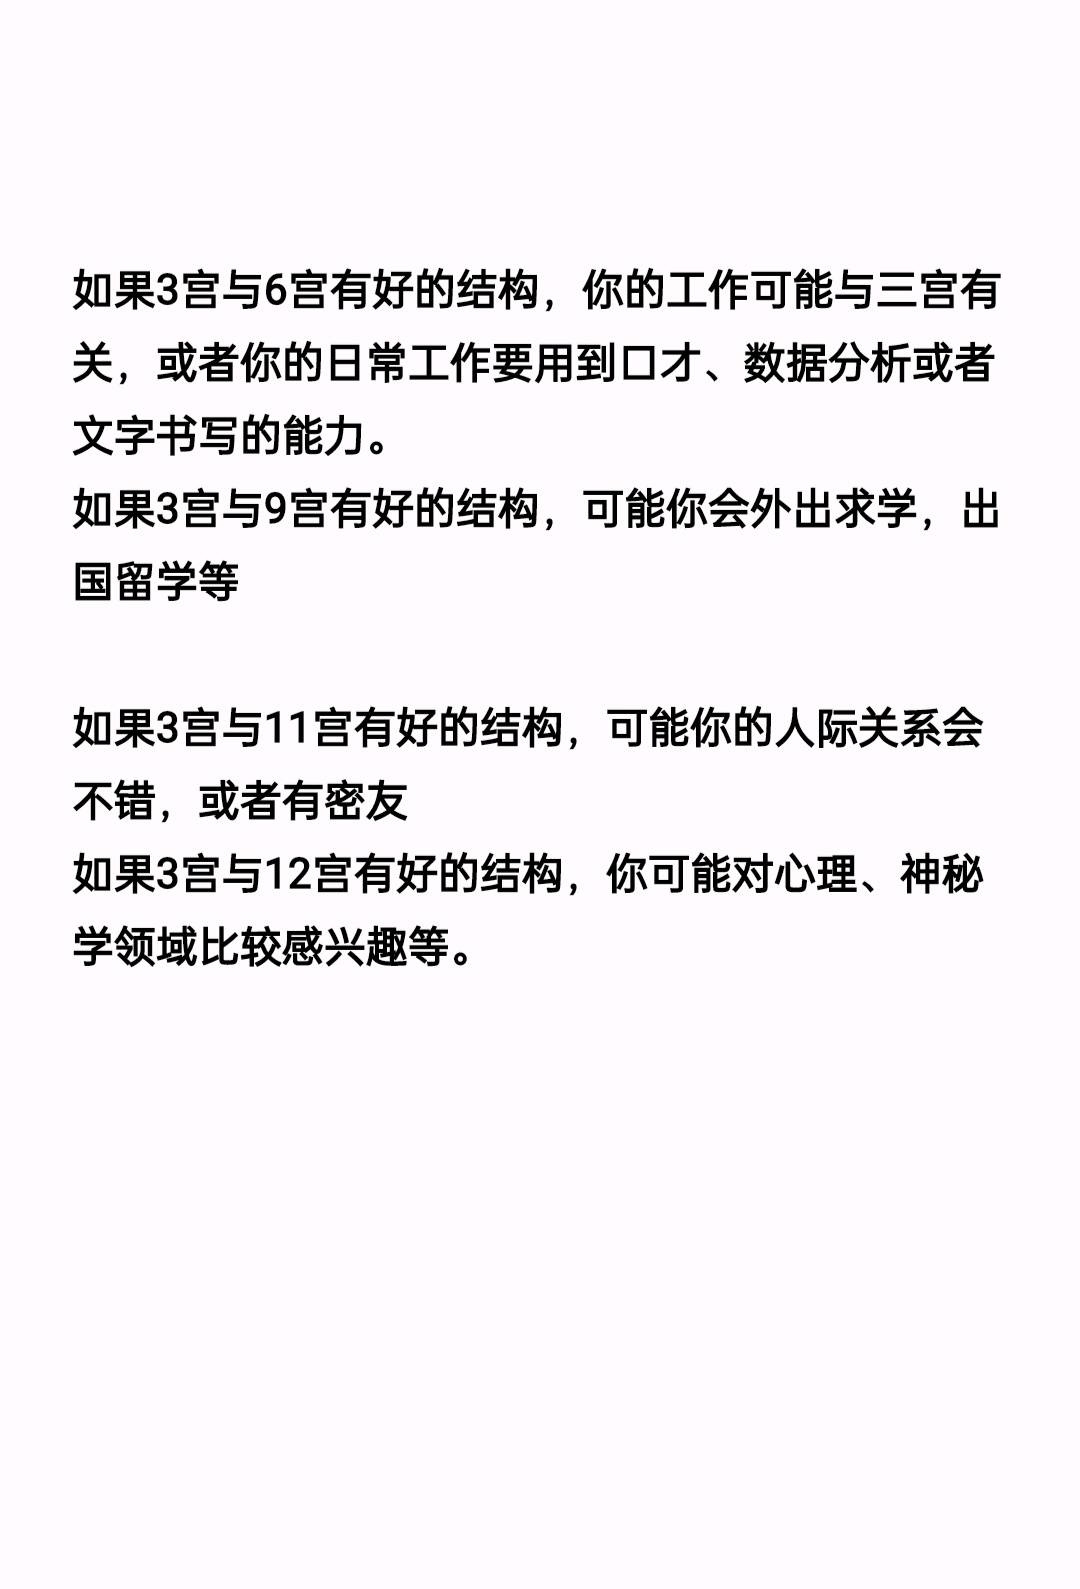 如果3宫与6宫有好的结构，你的工作可能与三宫有
关，或者你的日常工作要用到口才、数据分析或者
文字书写的能力。
如果3宫与9宫有好的结构，可能你会外出求学，出
国留学等
如果3宫与11宫有好的结构，可能你的人际关系会
不错，或者有密友
如果3宫与12宫有好的结构，你可能对心理、神秘
学领域比较感兴趣等。